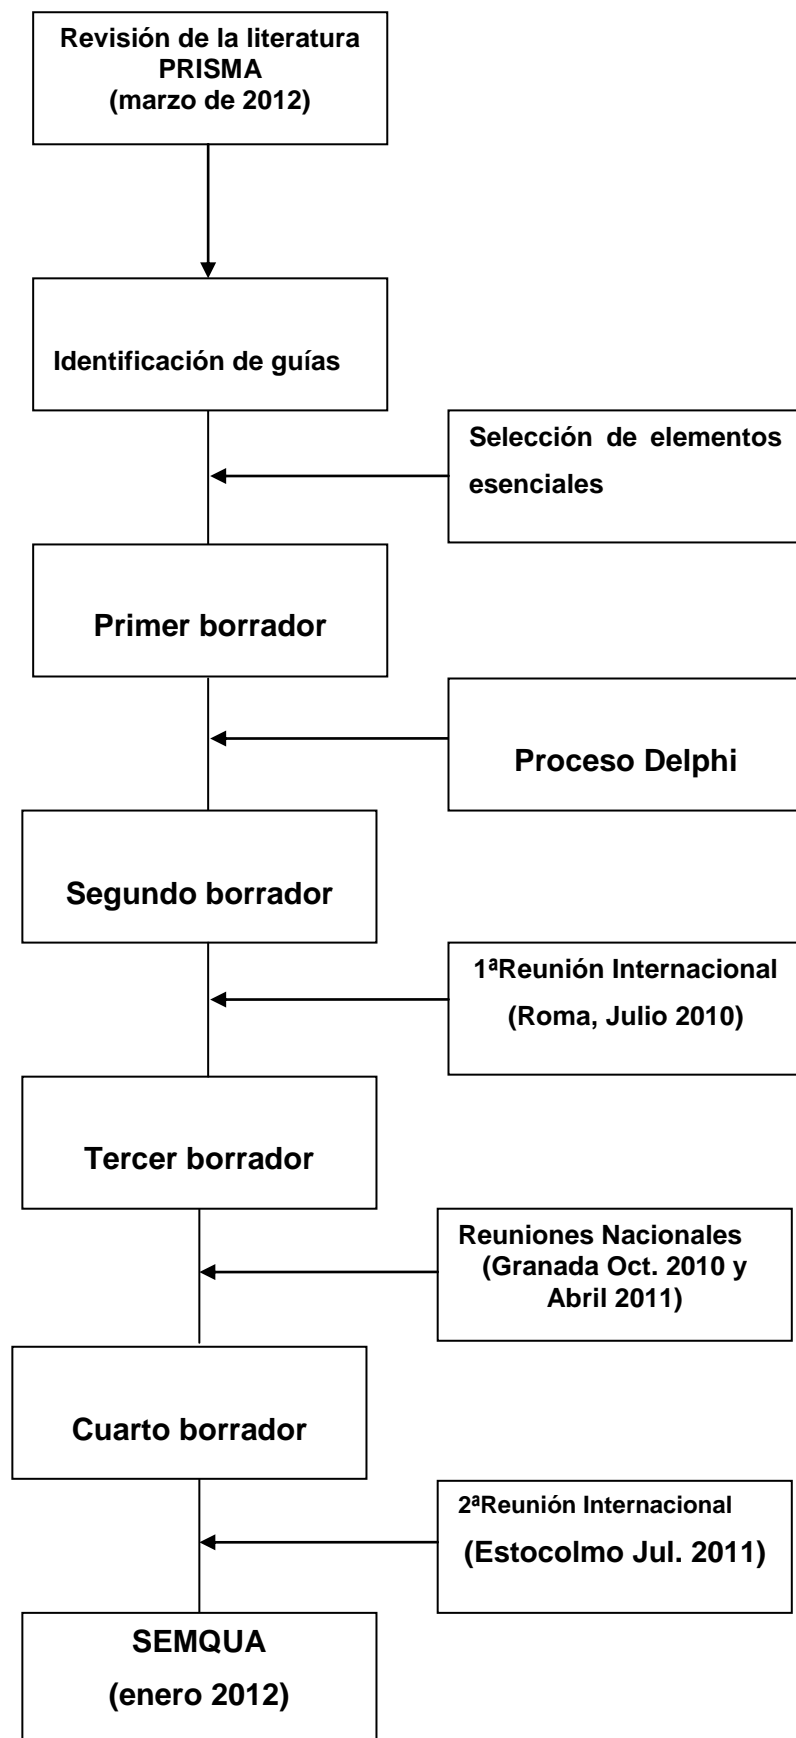 Revisión de la literatura
PRISMA
(marzo de 2012)
Identificación de guías
Selección de elementos
esenciales
Primer borrador
Proceso Delphi
Segundo borrador
1ªReunión Internacional
(Roma, Julio 2010)
Tercer borrador
Reuniones Nacionales
(Granada Oct. 2010 y
Abril 2011)
Cuarto borrador
2ªReunión Internacional
(Estocolmo Jul. 2011)
SEMQUA
(enero 2012)